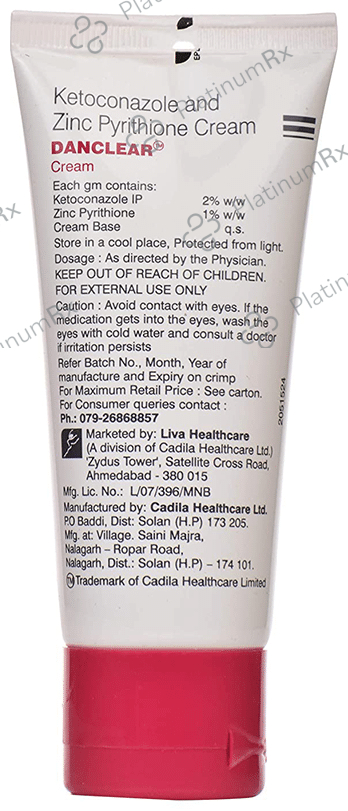 Ketoconazole and
Zinc Pyrithione Cream
DANCLEAR
Cream
Each gm contains:
Ketoconazole IP 2% w/w
Zinc Pyrithione 1% w/w
Cream Base q.s.
Store in a cool place, Protected from light.
Dosage : As directed by the Physician.
KEEP OUT OF REACH OF CHILDREN.
FOR EXTERNAL USE ONLY
Caution : Avoid contact with eyes. If the
medication gets into the eyes, wash the
eyes with cold water and consult a doctor
if irritation persists
Refer Batch No., Month, Year of
manufacture and Expiry on crimp
For Maximum Retail Price : See carton.
For Consumer queries contact :
Ph.: 079-26868857
Marketed by: Liva Healthcare
(A division of Cadila Healthcare Ltd.)
'Zydus Tower', Satellite Cross Road,
Ahmedabad - 380 015
Mfg. Lic. No.: L/07/396/MNB
Manufactured by: Cadila Healthcare Ltd.
P.O Baddi, Dist: Solan (H.P) 173 205.
Mfg. at: Village. Saini Majra,
Nalagarh – Ropar Road,
Nalagarh, Dist.: Solan (H.P) – 174 101.
TM Trademark of Cadila Healthcare Limited
2051524
PlatinumRx
PlatinumRx
PlatinumRx